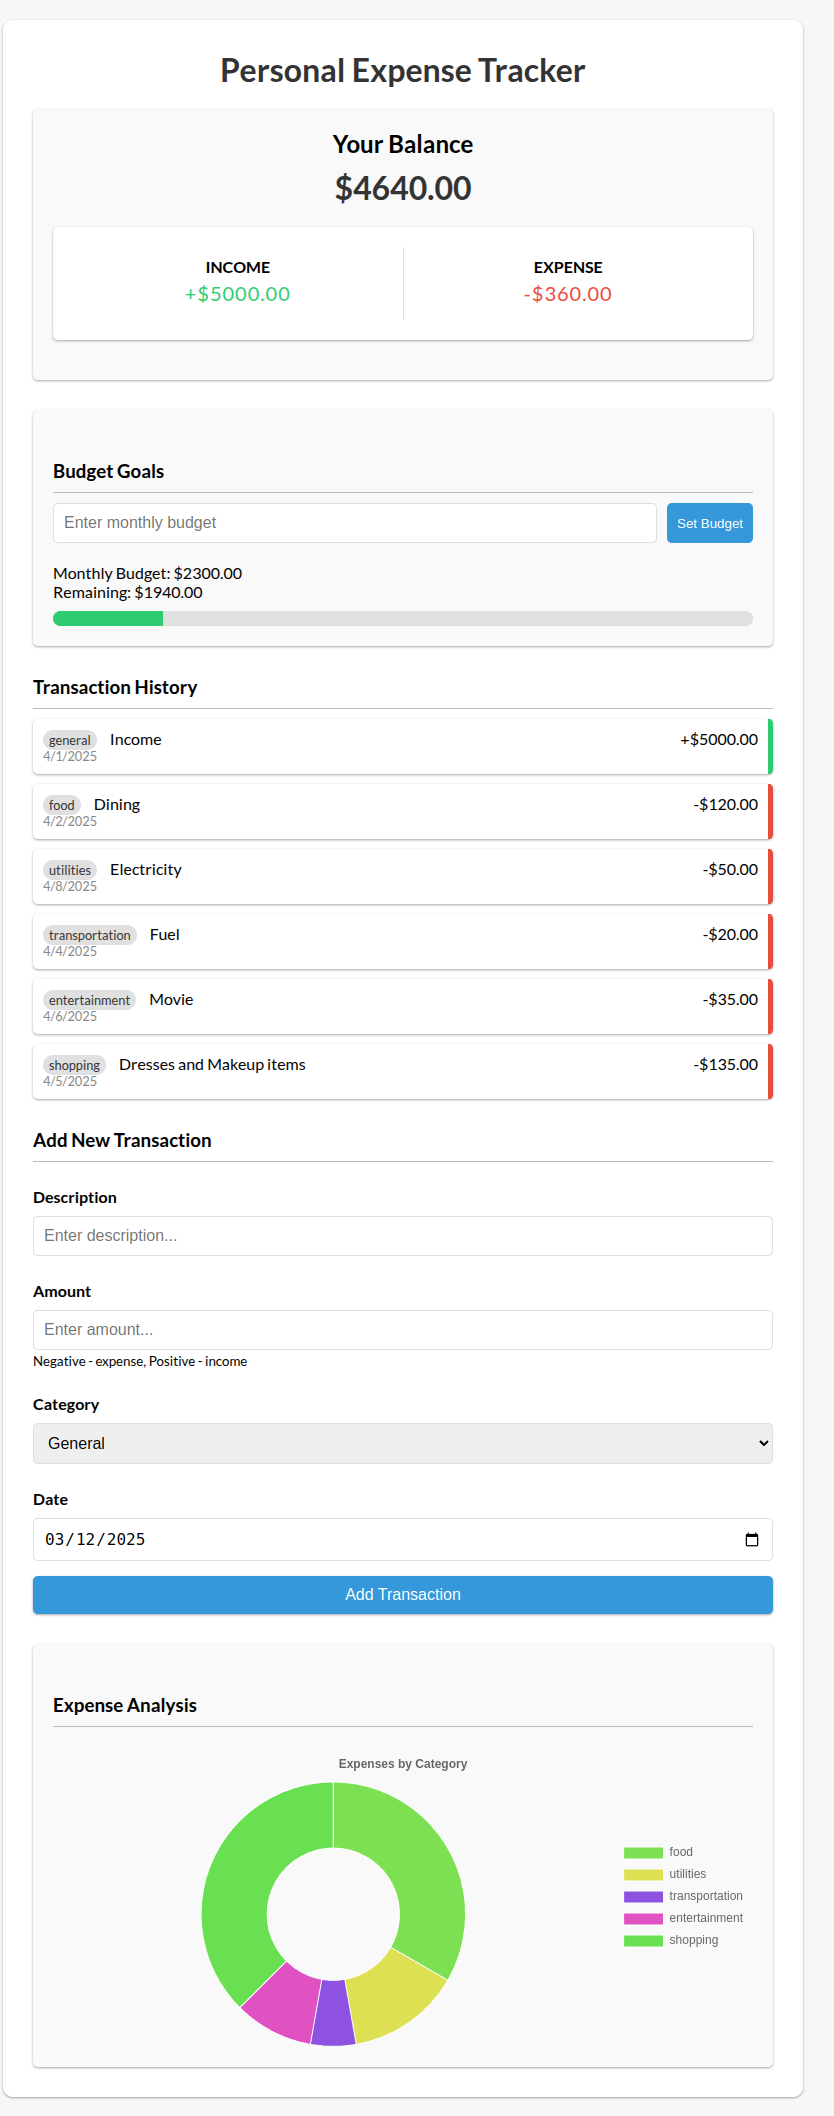 Personal Expense Tracker
Your Balance
$4640.00
INCOME
+$5000.00
EXPENSE
-$360.00
Budget Goals
Enter monthly budget
Set Budget
Monthly Budget: $2300.00
Remaining: $1940.00
Transaction History
general Income +$5000.00
4/1/2025
food Dining -$120.00
4/2/2025
utilities Electricity -$50.00
4/8/2025
transportation Fuel -$20.00
4/4/2025
entertainment Movie -$35.00
4/6/2025
shopping Dresses and Makeup items -$135.00
4/5/2025
Add New Transaction
Description
Enter description...
Amount
Enter amount...
Negative - expense, Positive - income
Category
General
Date
03/12/2025
Add Transaction
Expense Analysis
Expenses by Category
food
utilities
transportation
entertainment
shopping